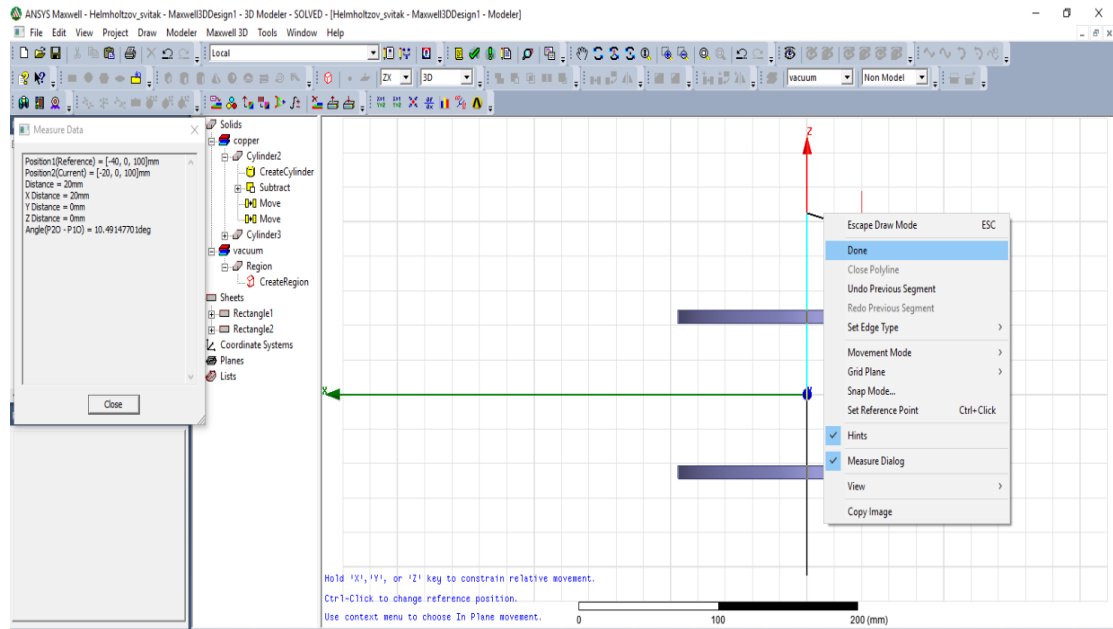 ANSYS Maxwell - Helmholtzov_svitak - Maxwell3DDesign1 - 3D Modeler - SOLVED - [Helmholtzov_svitak - Maxwell3DDesign1 - Modeler]
File Edit View Project Draw Modeler Maxwell 3D Tools Window Help
Local
ZX 3D vacuum Non Model
Measure Data
Position1(Reference) = [-40, 0, 100]mm
Position2(Current) = [-20, 0, 100]mm
Distance = 20mm
X Distance = 20mm
Y Distance = 0mm
Z Distance = 0mm
Angle(P2O - P1O) = 10.49147701deg
Close
Solids
copper
Cylinder2
CreateCylinder
Subtract
Move
Move
Cylinder3
vacuum
Region
CreateRegion
Sheets
Rectangle1
Rectangle2
Coordinate Systems
Planes
Lists
Z
X
Escape Draw Mode ESC
Done
Close Polyline
Undo Previous Segment
Redo Previous Segment
Set Edge Type
Movement Mode
Grid Plane
Snap Mode...
Set Reference Point Ctrl+Click
Hints
Measure Dialog
View
Copy Image
Hold 'X','Y', or 'Z' key to constrain relative movement.
Ctrl-Click to change reference position.
Use context menu to choose In Plane movement.
0 100 200 (mm)